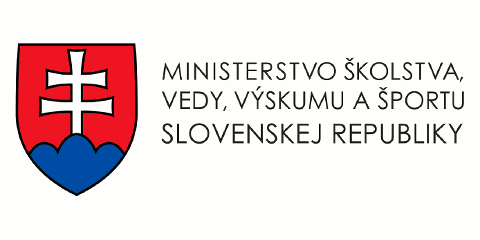 MINISTERSTVO ŠKOLSTVA,
VEDY, VÝSKUMU A ŠPORTU
SLOVENSKEJ REPUBLIKY